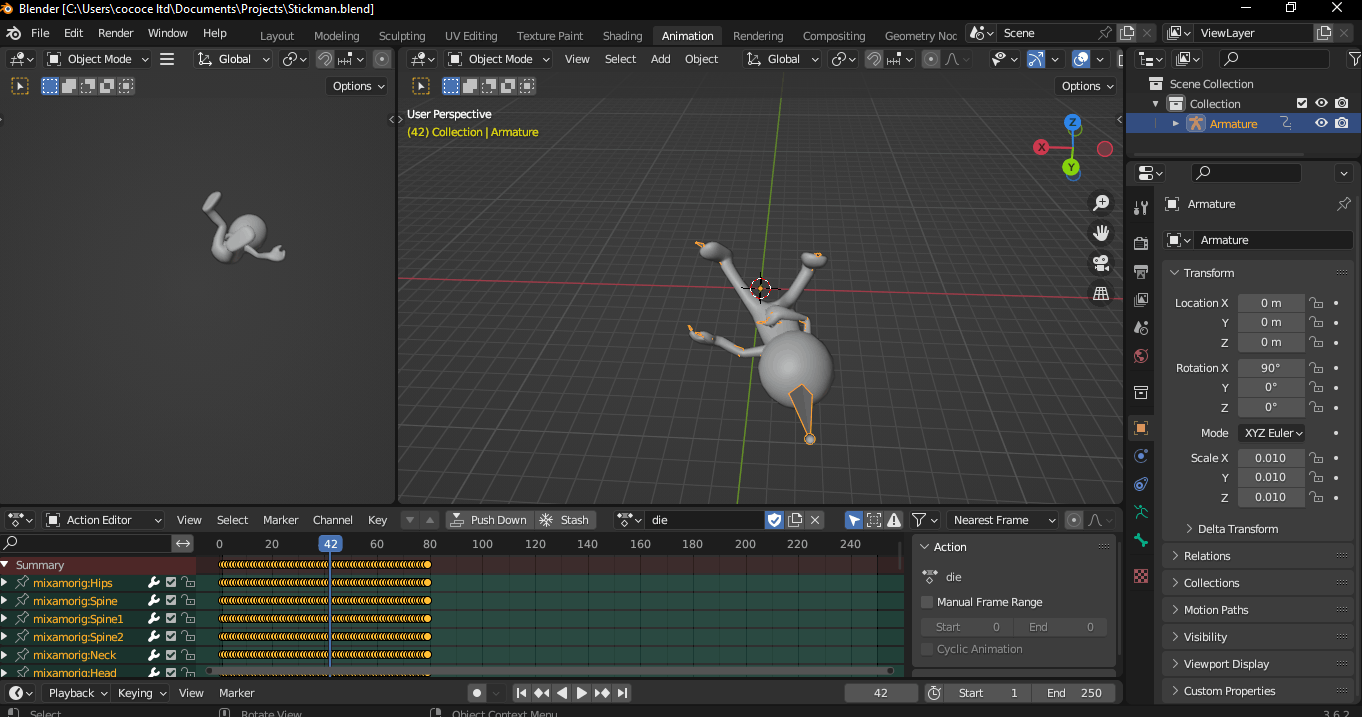 Blender [C:\Users\cococe ltd\Documents\Projects\Stickman.blend]
File Edit Render Window Help Layout Modeling Sculpting UV Editing Texture Paint Shading Animation Rendering Compositing Geometry Noc Scene ViewLayer
Object Mode Global Object Mode View Select Add Object Global
Options Options
Scene Collection
Collection
Armature
User Perspective
(42) Collection | Armature
Z
X
Y
Armature
Armature
Transform
Location X 0 m
Y 0 m
Z 0 m
Rotation X 90°
Y 0°
Z 0°
Mode XYZ Euler
Scale X 0.010
Y 0.010
Z 0.010
Delta Transform
Relations
Collections
Motion Paths
Visibility
Viewport Display
Custom Properties
Action Editor View Select Marker Channel Key Push Down Stash die Nearest Frame
0 20 42 60 80 100 120 140 160 180 200 220 240
Summary
mixamorig:Hips
mixamorig:Spine
mixamorig:Spine1
mixamorig:Spine2
mixamorig:Neck
mixamorig:Head
Action
die
Manual Frame Range
Start 0 End 0
Cyclic Animation
Playback Keying View Marker 42 Start 1 End 250
Select Rotate View Object Context Menu 3.6.2